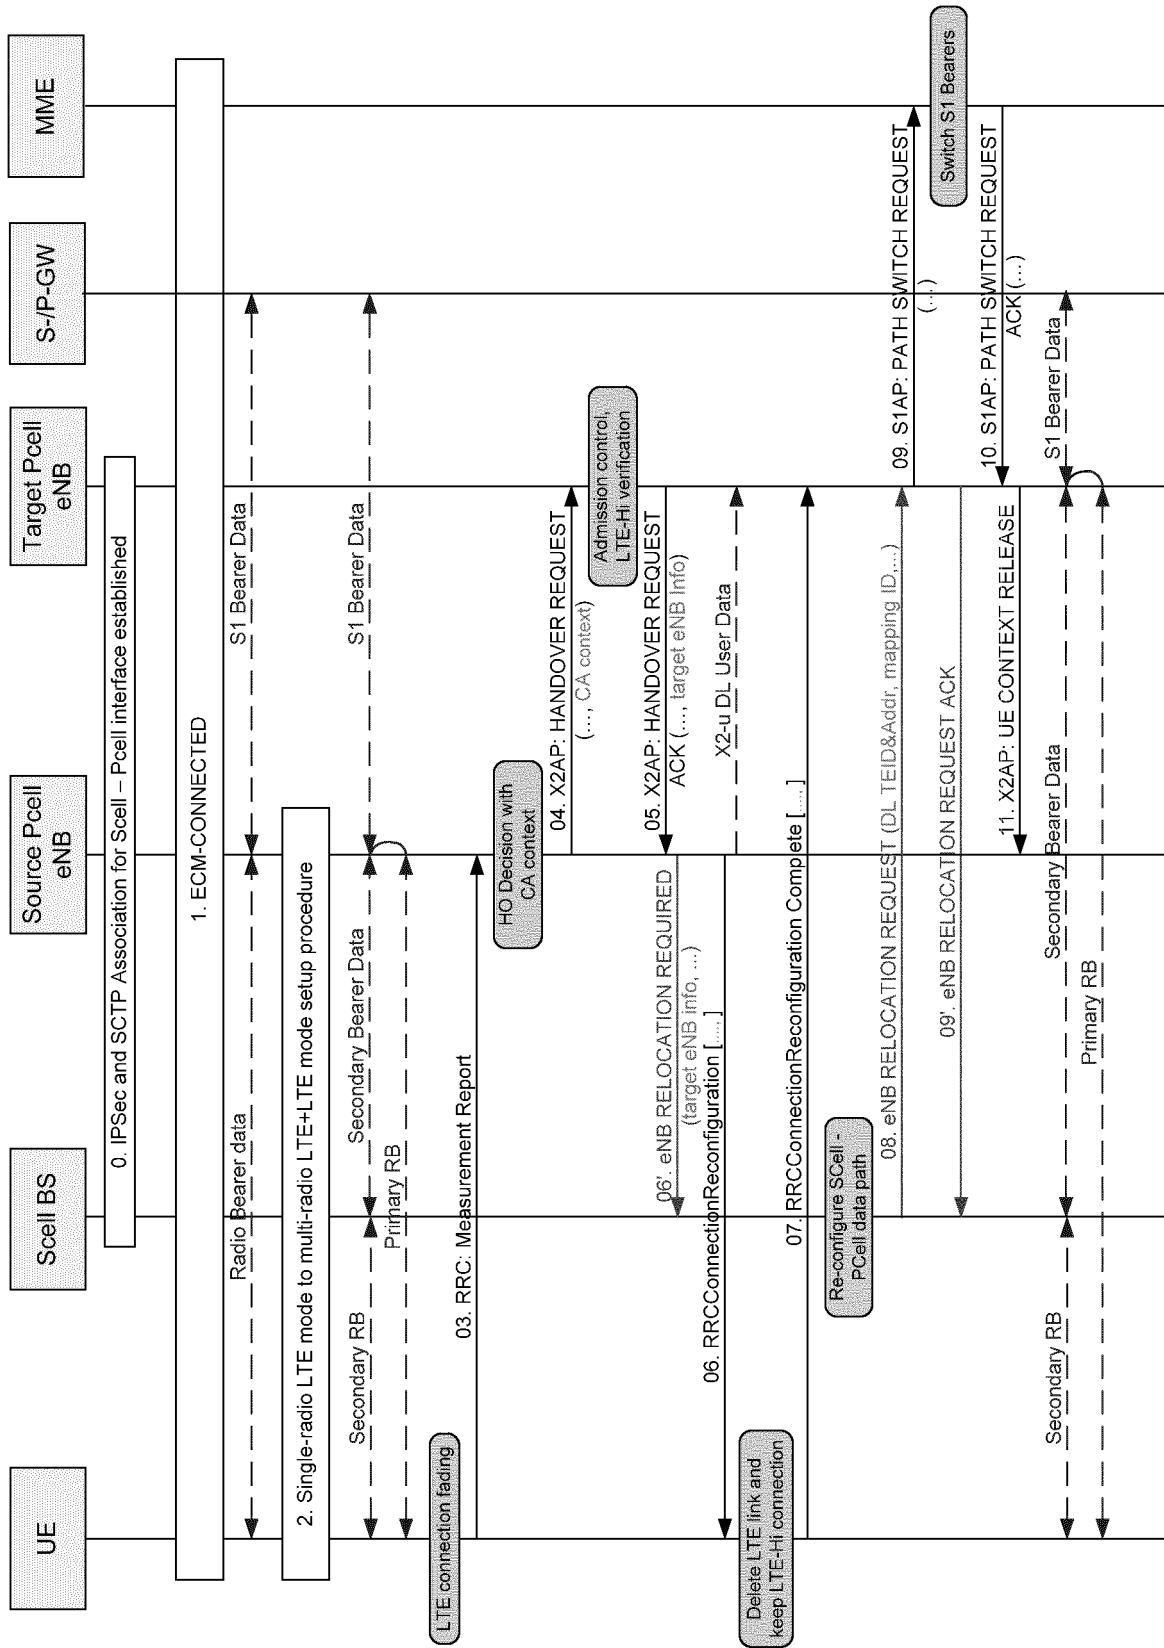 UE
Scell BS
Source Pcell
eNB
Target Pcell
eNB
S-/P-GW
MME
0. IPSec and SCTP Association for Scell – Pcell interface established
1. ECM-CONNECTED
Radio Bearer data
S1 Bearer Data
2. Single-radio LTE mode to multi-radio LTE+LTE mode setup procedure
Secondary RB
Secondary Bearer Data
S1 Bearer Data
Primary RB
LTE connection fading
03. RRC: Measurement Report
HO Decision with
CA context
04. X2AP: HANDOVER REQUEST
(..., CA context)
Admission control,
LTE-Hi verification
05. X2AP: HANDOVER REQUEST
ACK (..., target eNB Info)
06'. eNB RELOCATION REQUIRED
(target eNB info, ...)
06. RRCConnectionReconfiguration [.....]
X2-u DL User Data
Delete LTE link and
keep LTE-Hi connection
07. RRCConnectionReconfiguration Complete [.....]
Re-configure SCell -
PCell data path
08. eNB RELOCATION REQUEST (DL TEID&Addr, mapping ID,...)
09. S1AP: PATH SWITCH REQUEST
(...)
Switch S1 Bearers
09'. eNB RELOCATION REQUEST ACK
10. S1AP: PATH SWITCH REQUEST
ACK (...)
11. X2AP: UE CONTEXT RELEASE
Secondary RB
Secondary Bearer Data
S1 Bearer Data
Primary RB